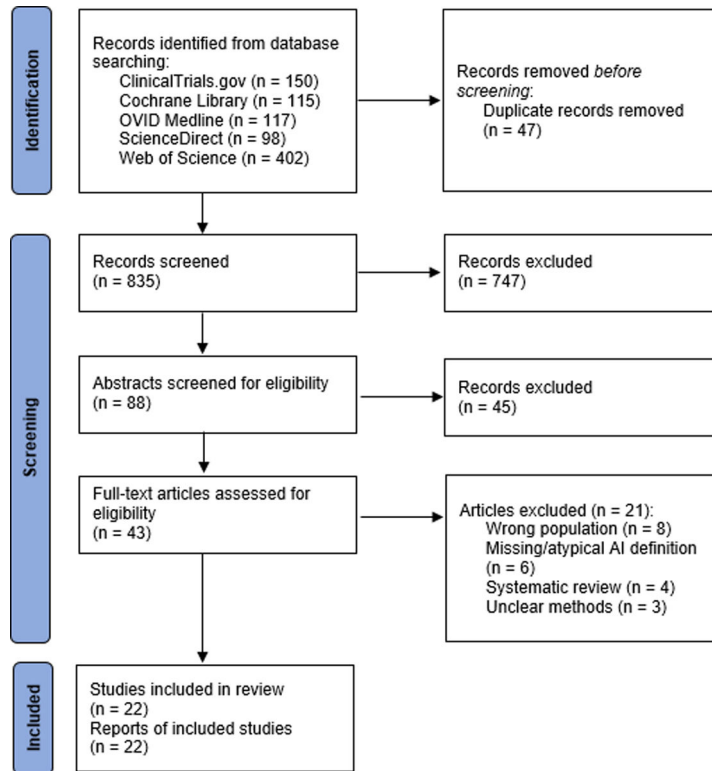 Identification
Records identified from database
searching:
ClinicalTrials.gov (n = 150)
Cochrane Library (n = 115)
OVID Medline (n = 117)
ScienceDirect (n = 98)
Web of Science (n = 402)
Records removed before
screening:
Duplicate records removed
(n = 47)
Screening
Records screened
(n = 835)
Records excluded
(n = 747)
Abstracts screened for eligibility
(n = 88)
Records excluded
(n = 45)
Full-text articles assessed for
eligibility
(n = 43)
Articles excluded (n = 21):
Wrong population (n = 8)
Missing/atypical AI definition
(n = 6)
Systematic review (n = 4)
Unclear methods (n = 3)
Included
Studies included in review
(n = 22)
Reports of included studies
(n = 22)